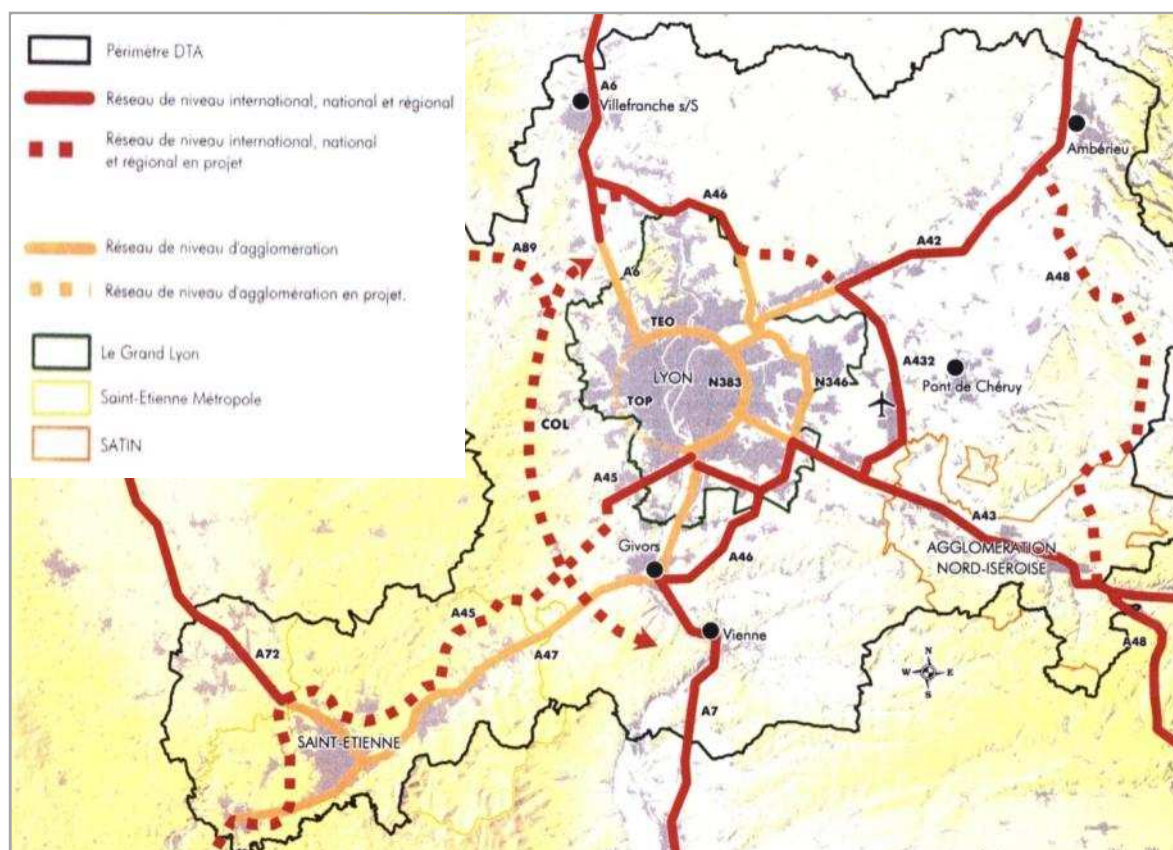 Périmètre DTA
Réseau de niveau international, national et régional
Réseau de niveau international, national
et régional en projet
Réseau de niveau d'agglomération
Réseau de niveau d'agglomération en projet.
Le Grand Lyon
Saint-Etienne Métropole
SATIN
A6
Villefranche s/S
Ambérieu
A46
A89
A42
A48
A6
TEO
LYON
N383
N346
A432
Pont de Chéruy
TOP
COL
A45
A43
Givors
A46
AGGLOMÉRATION
NORD-ISEROISE
A45
A47
Vienne
A48
A72
N
W
E
S
A7
SAINT-ETIENNE